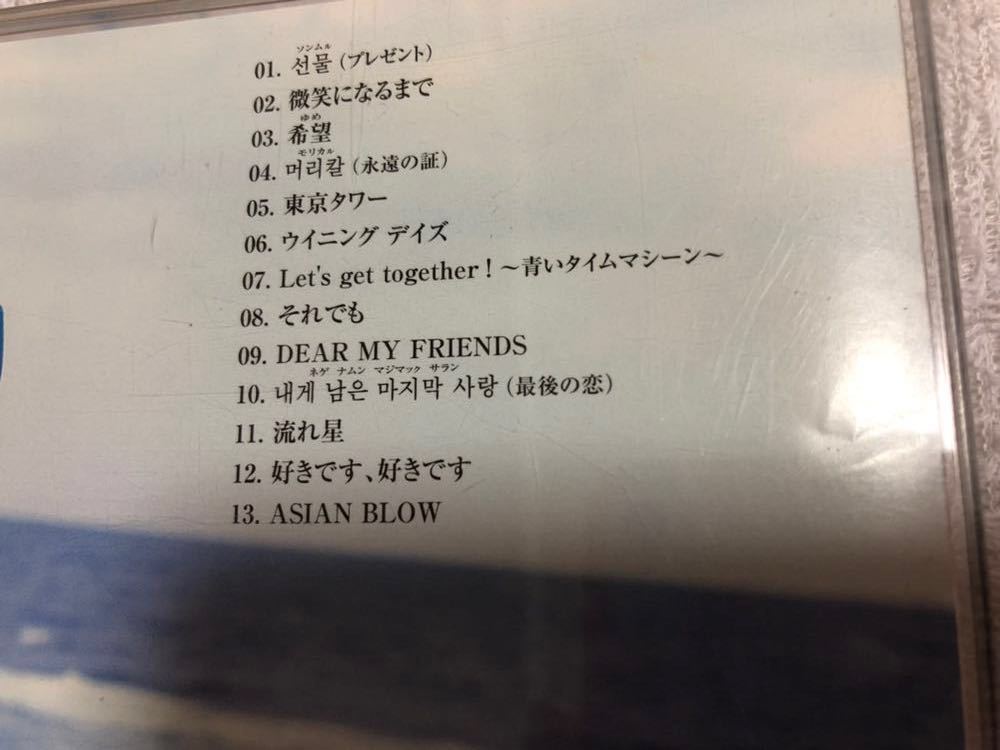 ソンムル
01. 선물 (プレゼント)
02. 微笑になるまで
ゆめ
03. 希望
モリカル
04. 머리칼 (永遠の証)
05. 東京タワー
06. ウイニング デイズ
07. Let's get together ! 〜青いタイムマシーン〜
08. それでも
09. DEAR MY FRIENDS
ネゲ ナムン マジマック サラン
10. 내게 남은 마지막 사랑 (最後の恋)
11. 流れ星
12. 好きです、好きです
13. ASIAN BLOW